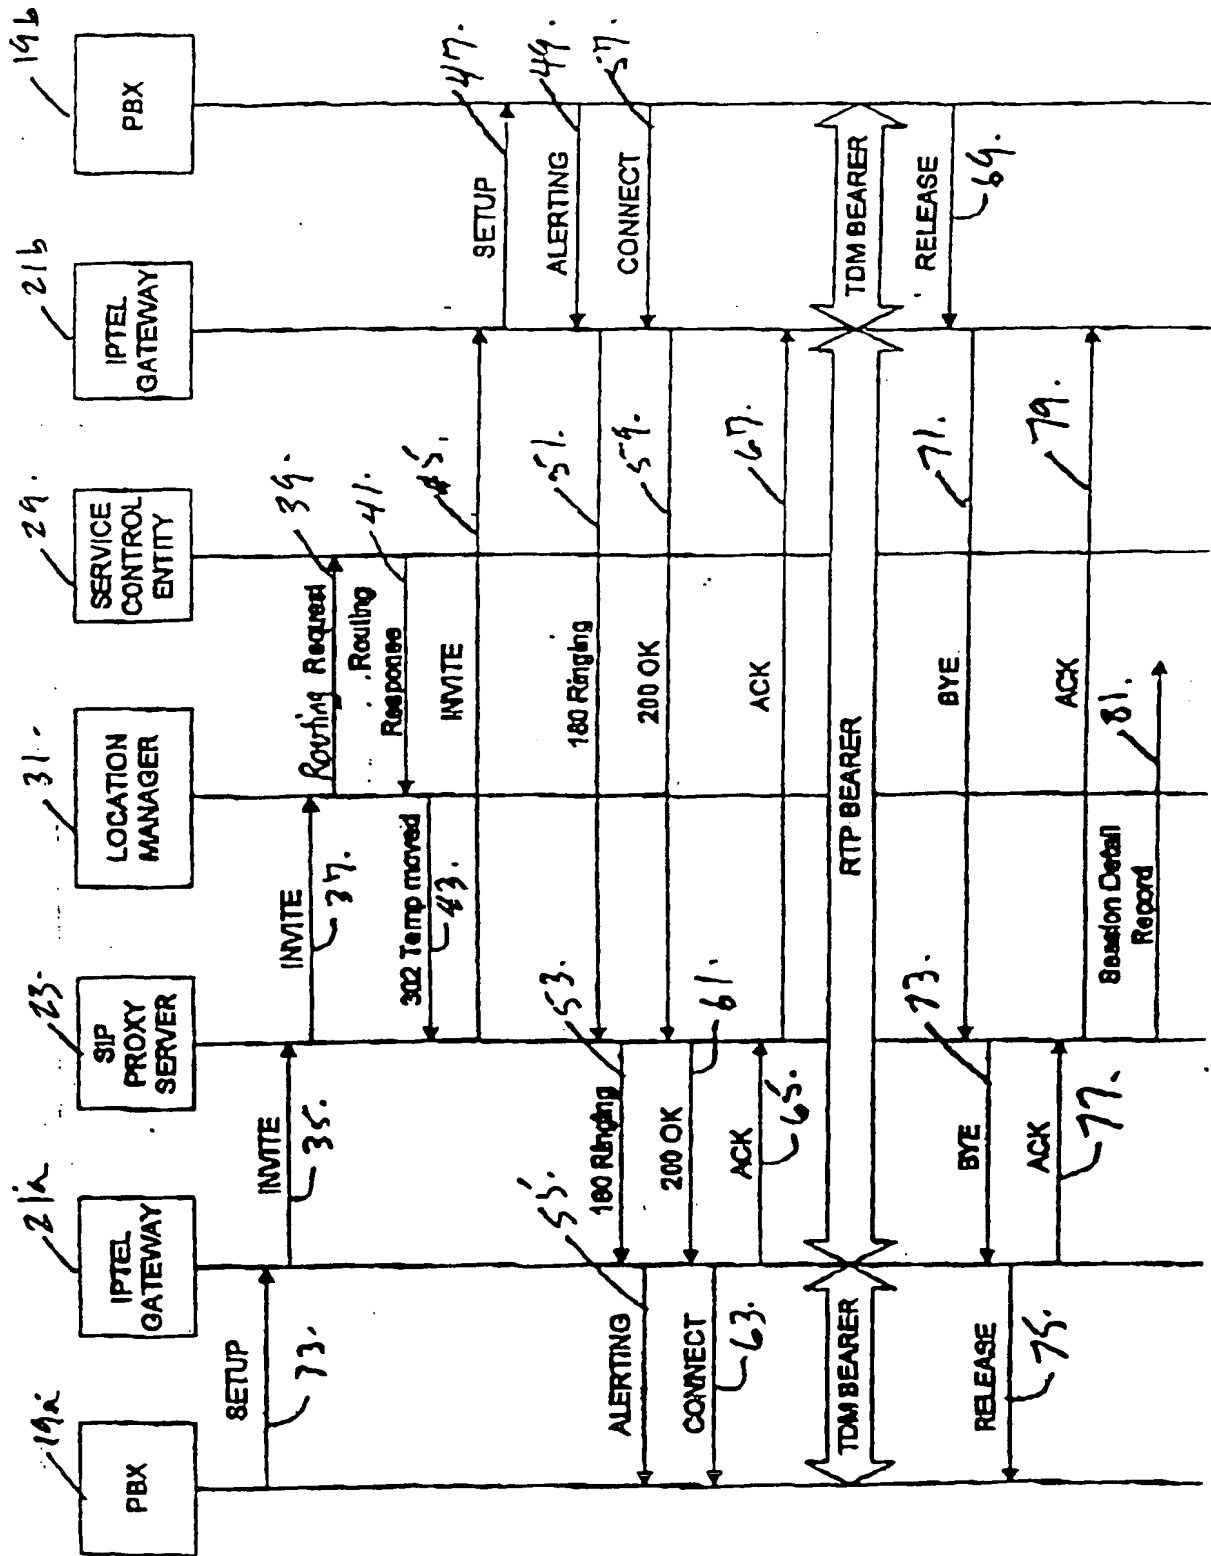 19a
PBX
21a
IPTEL
GATEWAY
23.
SIP
PROXY
SERVER
31.
LOCATION
MANAGER
29.
SERVICE
CONTROL
ENTITY
21b
IPTEL
GATEWAY
19b
PBX
SETUP
33.
INVITE
35.
INVITE
37.
Routing Request
39.
Routing
Response
41.
302 Temp moved
43.
INVITE
45.
SETUP
47.
ALERTING
49.
180 Ringing
51.
180 Ringing
53.
ALERTING
55.
CONNECT
57.
200 OK
59.
200 OK
61.
CONNECT
63.
ACK
65.
ACK
67.
TDM BEARER
RTP BEARER
TDM BEARER
RELEASE
69.
BYE
71.
BYE
73.
RELEASE
75.
ACK
77.
ACK
79.
Session Detail
Record
81.